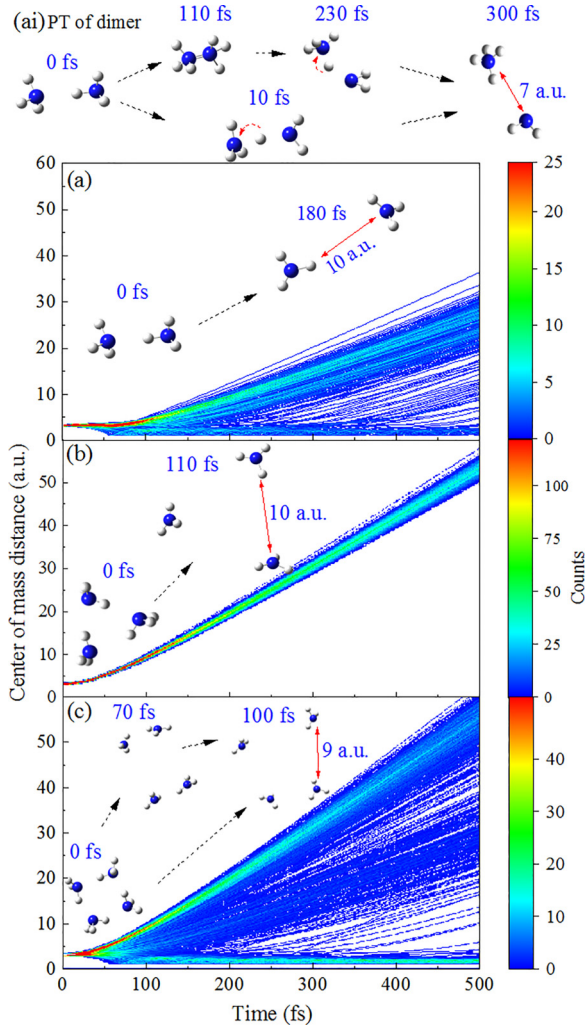 (ai) PT of dimer
110 fs
230 fs
300 fs
0 fs
10 fs
7 a.u.
(a)
180 fs
10 a.u.
0 fs
60
50
40
30
20
10
0
25
20
15
10
5
0
(b)
110 fs
10 a.u.
0 fs
50
40
30
20
10
0
100
75
50
25
0
Center of mass distance (a.u.)
Counts
(c)
70 fs
100 fs
9 a.u.
0 fs
50
40
30
20
10
0
40
30
20
10
0
0
100
200
300
400
500
Time (fs)